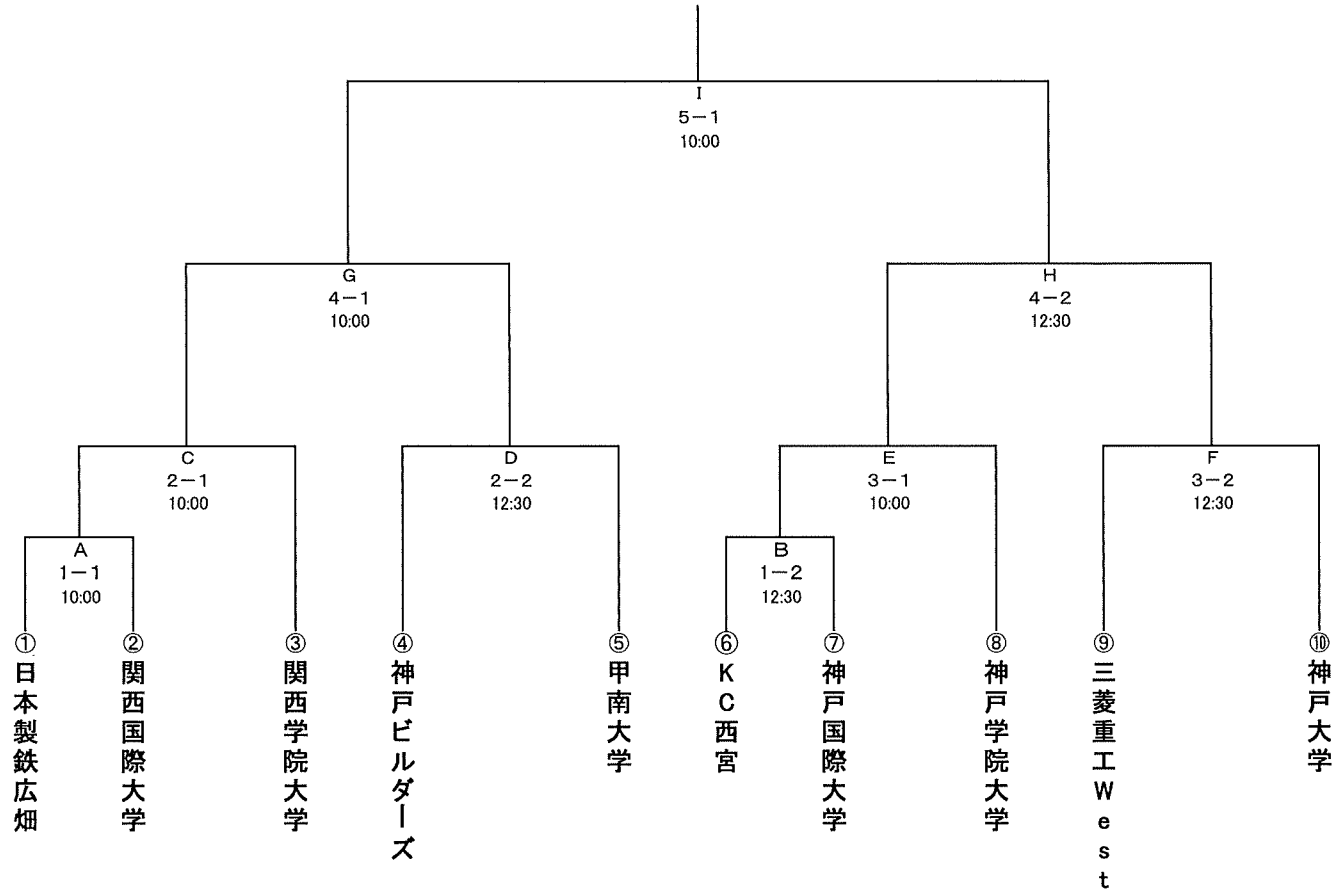 I
5－1
10:00
G
4－1
10:00
H
4－2
12:30
C
2－1
10:00
D
2－2
12:30
E
3－1
10:00
F
3－2
12:30
A
1－1
10:00
B
1－2
12:30
①日本製鉄広畑
②関西国際大学
③関西学院大学
④神戸ビルダーズ
⑤甲南大学
⑥KC西宮
⑦神戸国際大学
⑧神戸学院大学
⑨三菱重工West
⑩神戸大学